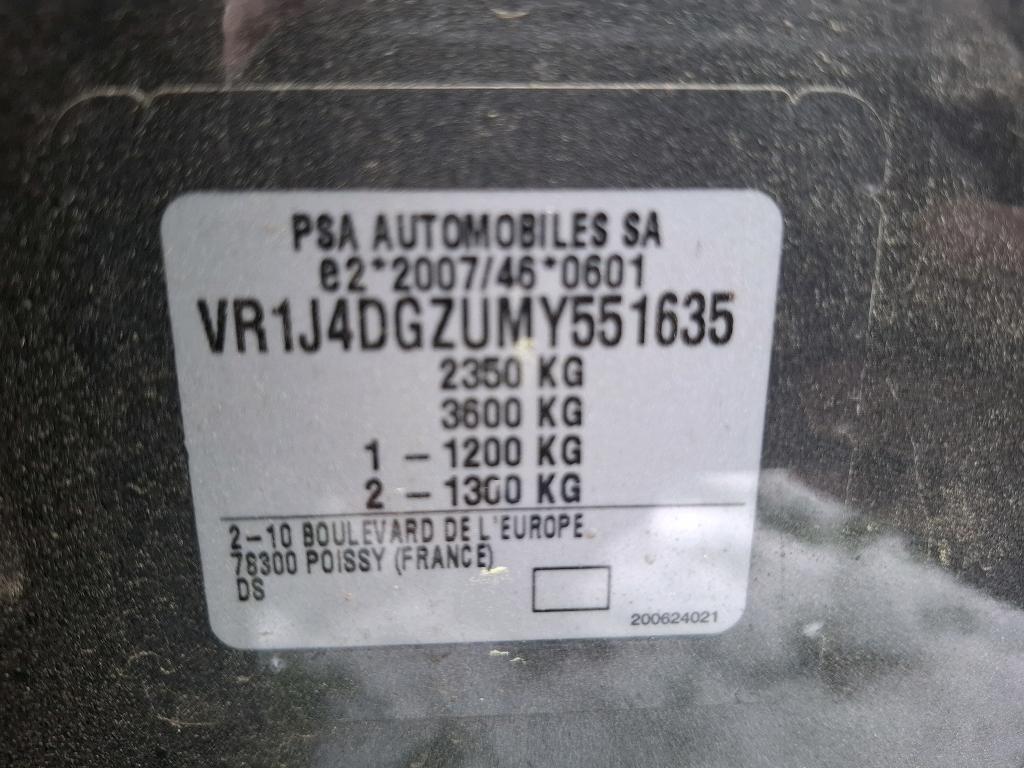 PSA AUTOMOBILES SA
e2*2007/46*0601
VR1J4DGZUMY551635
2350 KG
3600 KG
1 - 1200 KG
2 - 1300 KG
2-10 BOULEVARD DE L'EUROPE
78300 POISSY (FRANCE)
DS
200624021